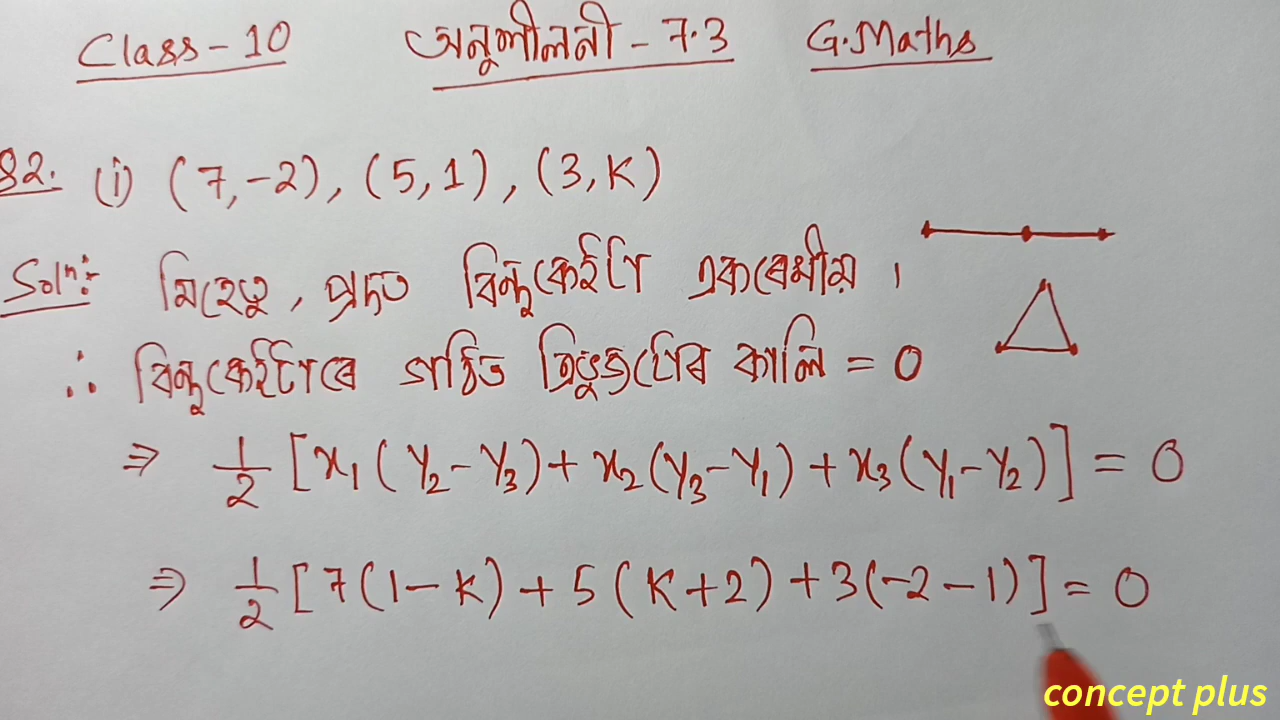 Class-10 অনুশীলনী-7.3 G.Maths
82. (i) (7,-2), (5,1), (3,K)
Solⁿ:- যিহেতু, প্ৰদত্ত বিন্দুকেইটা একৰেখীয়।
∴ বিন্দুকেইটাৰে গঠিত ত্ৰিভুজটোৰ কালি = 0
⇒ 1/2 [x₁(y₂-y₃)+x₂(y₃-y₁)+x₃(y₁-y₂)] = 0
⇒ 1/2 [7(1-K)+5(K+2)+3(-2-1)] = 0
concept plus